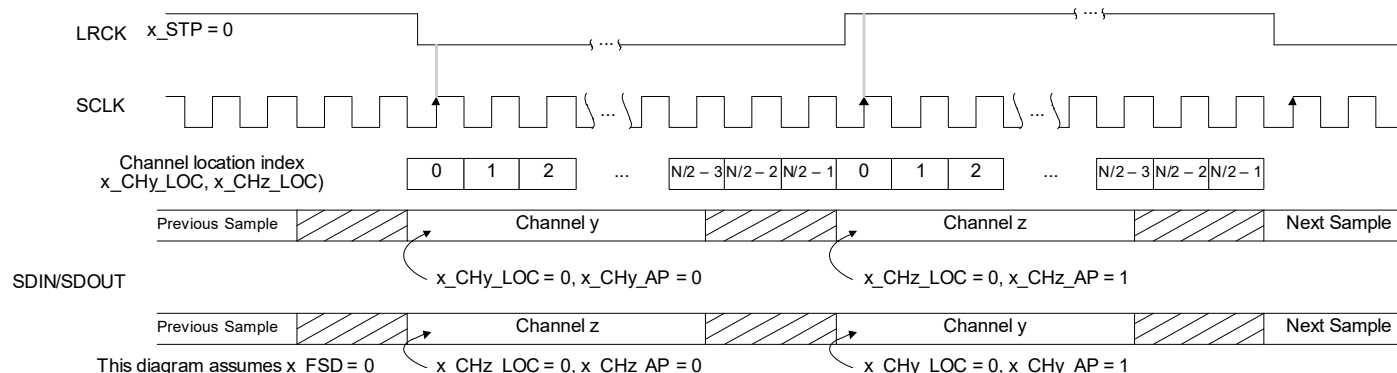 LRCK x_STP = 0 ... ...
SCLK ... ...
Channel location index
x_CHy_LOC, x_CHz_LOC)
0 1 2 ... N/2 – 3 N/2 – 2 N/2 – 1 0 1 2 ... N/2 – 3 N/2 – 2 N/2 – 1
Previous Sample Channel y Channel z Next Sample
x_CHy_LOC = 0, x_CHy_AP = 0 x_CHz_LOC = 0, x_CHz_AP = 1
SDIN/SDOUT
Previous Sample Channel z Channel y Next Sample
This diagram assumes x_FSD = 0 x_CHz_LOC = 0, x_CHz_AP = 0 x_CHy_LOC = 0, x_CHy_AP = 1